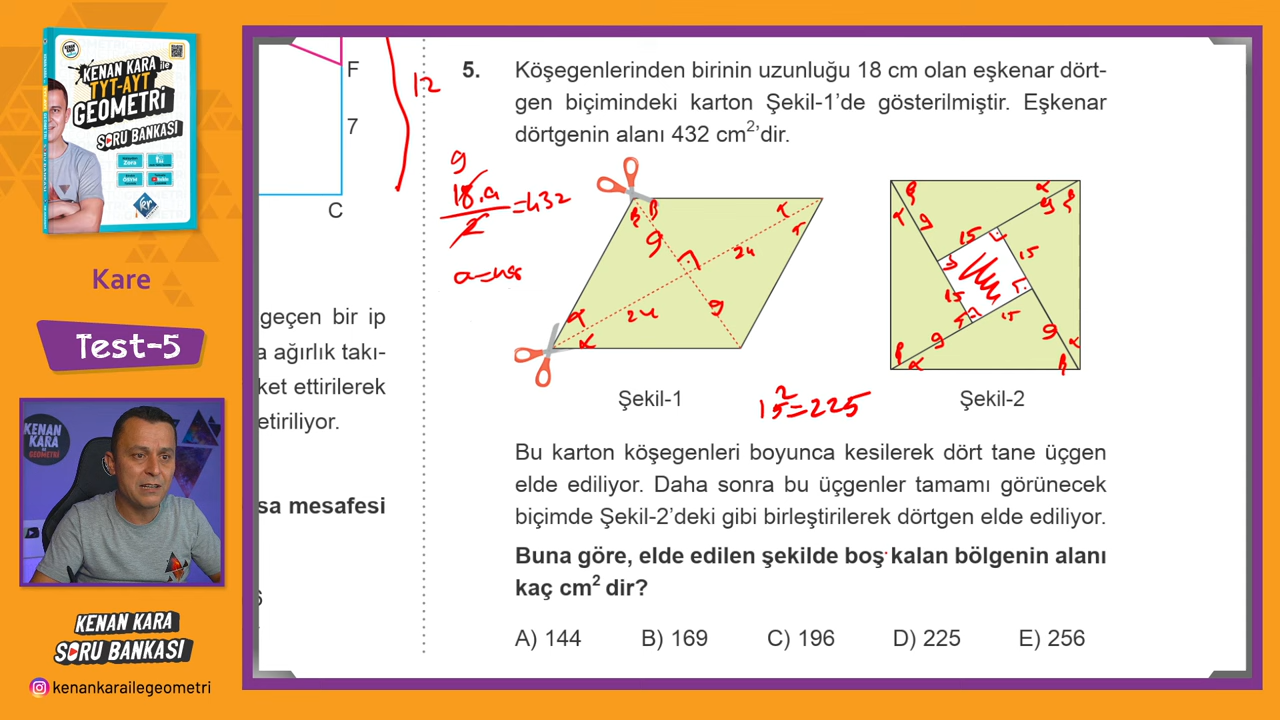 KENAN KARA ile
TYT-AYT
GEOMETRİ
SORU BANKASI
Kare
Test-5
KENAN
KARA
GEOMETRİ
KENAN KARA
SORU BANKASI
kenankarailegeometri
F
12
7
C
geçen bir ip
a ağırlık takı-
ket ettirilerek
etiriliyor.
sa mesafesi
5. Köşegenlerinden birinin uzunluğu 18 cm olan eşkenar dört-
gen biçimindeki karton Şekil-1'de gösterilmiştir. Eşkenar
dörtgenin alanı 432 cm²'dir.
9
18.a
/2 = 432
a=48
β β α α
9 24
24 9
α α
Şekil-1
β α 9 β
α 9 15 15
15 15
9 9 α
β α β
Şekil-2
15²=225
Bu karton köşegenleri boyunca kesilerek dört tane üçgen
elde ediliyor. Daha sonra bu üçgenler tamamı görünecek
biçimde Şekil-2'deki gibi birleştirilerek dörtgen elde ediliyor.
Buna göre, elde edilen şekilde boş kalan bölgenin alanı
kaç cm² dir?
A) 144 B) 169 C) 196 D) 225 E) 256